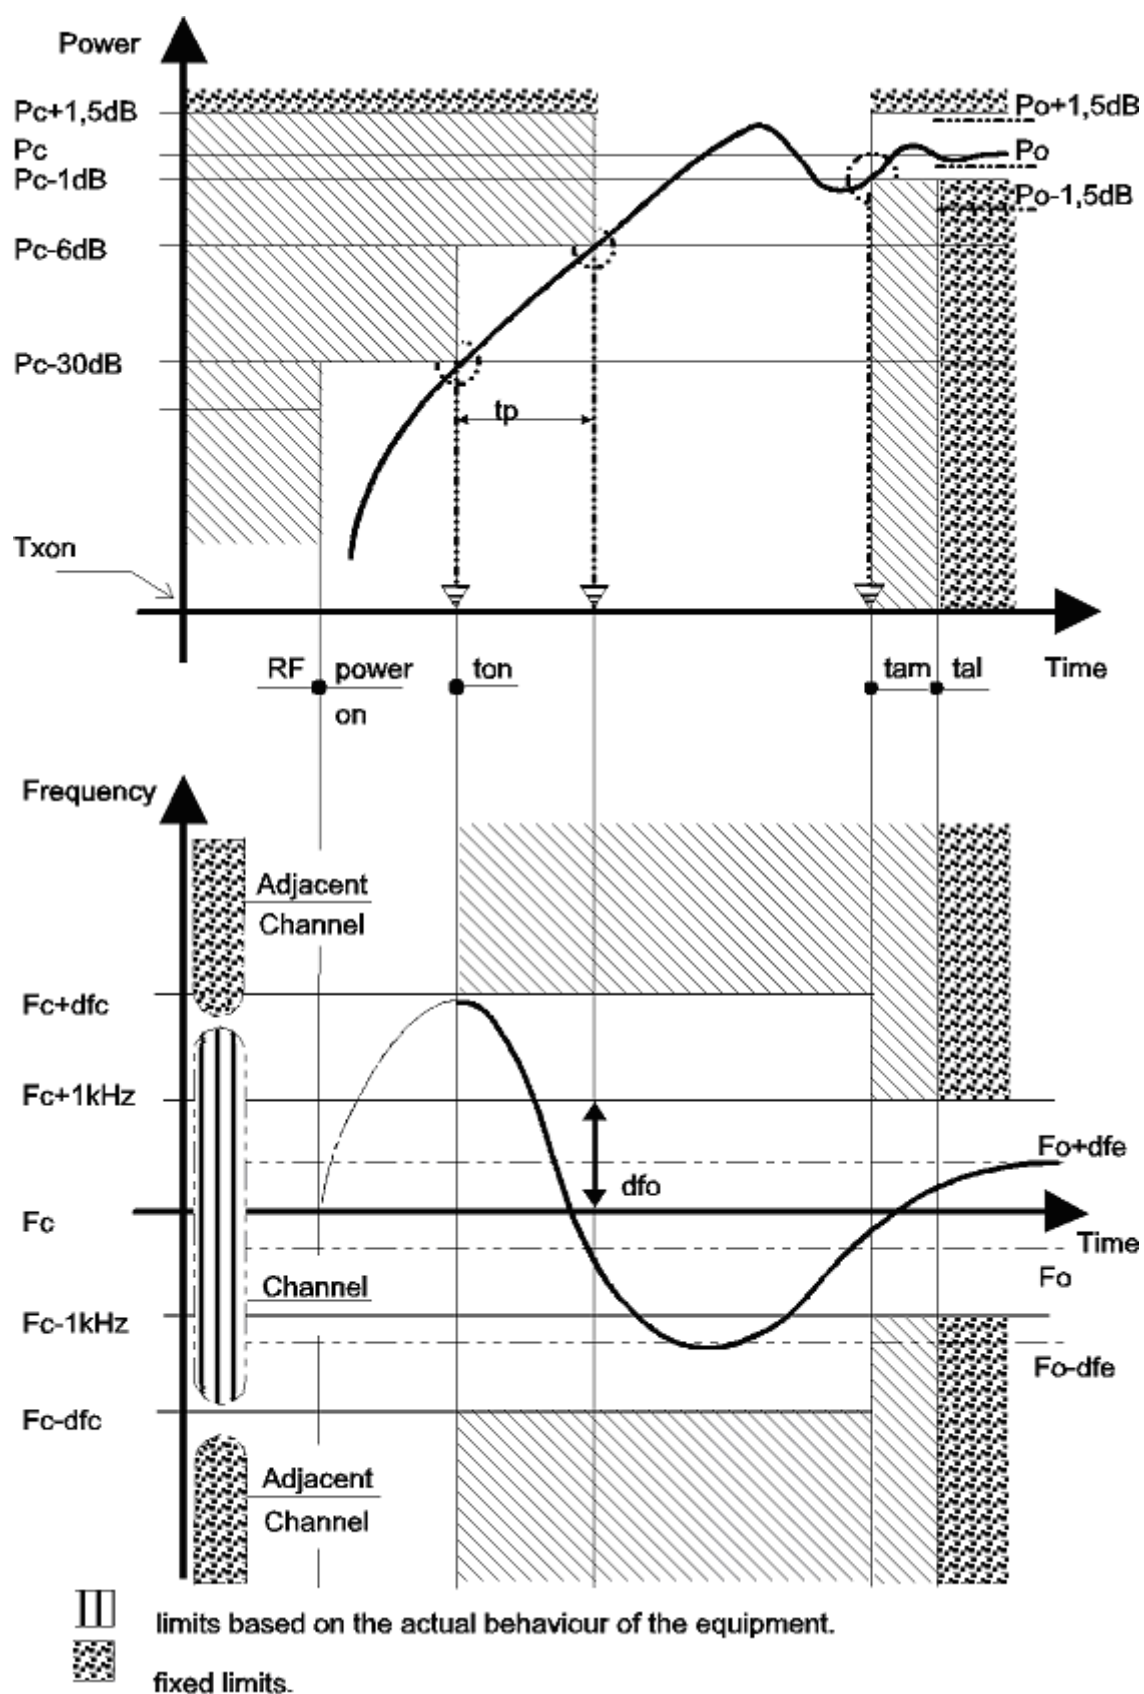 Power
Pc+1,5dB
Pc
Pc-1dB
Pc-6dB
Pc-30dB
Txon
Po+1,5dB
Po
Po-1,5dB
tp
RF power
on
ton
tam
tal
Time
Frequency
Adjacent
Channel
Fc+dfc
Fc+1kHz
Fc
Fc-1kHz
Fc-dfc
dfo
Fo+dfe
Time
Fo
Fo-dfe
Channel
Adjacent
Channel
limits based on the actual behaviour of the equipment.
fixed limits.